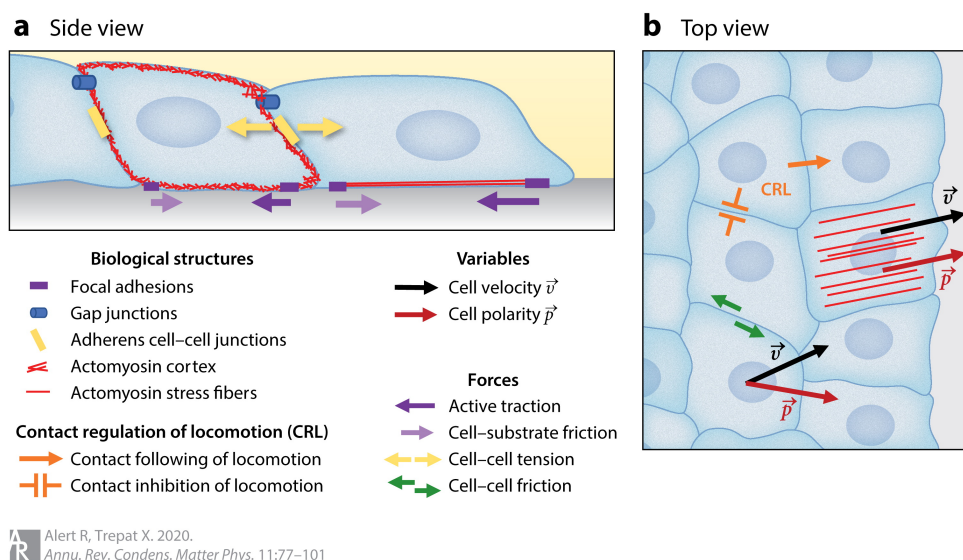 a Side view
b Top view
CRL
v⃗
p⃗
v⃗
p⃗
Biological structures
Focal adhesions
Gap junctions
Adherens cell–cell junctions
Actomyosin cortex
Actomyosin stress fibers
Contact regulation of locomotion (CRL)
Contact following of locomotion
Contact inhibition of locomotion
Variables
Cell velocity v⃗
Cell polarity p⃗
Forces
Active traction
Cell–substrate friction
Cell–cell tension
Cell–cell friction
AR Alert R, Trepat X. 2020.
Annu. Rev. Condens. Matter Phys. 11:77–101